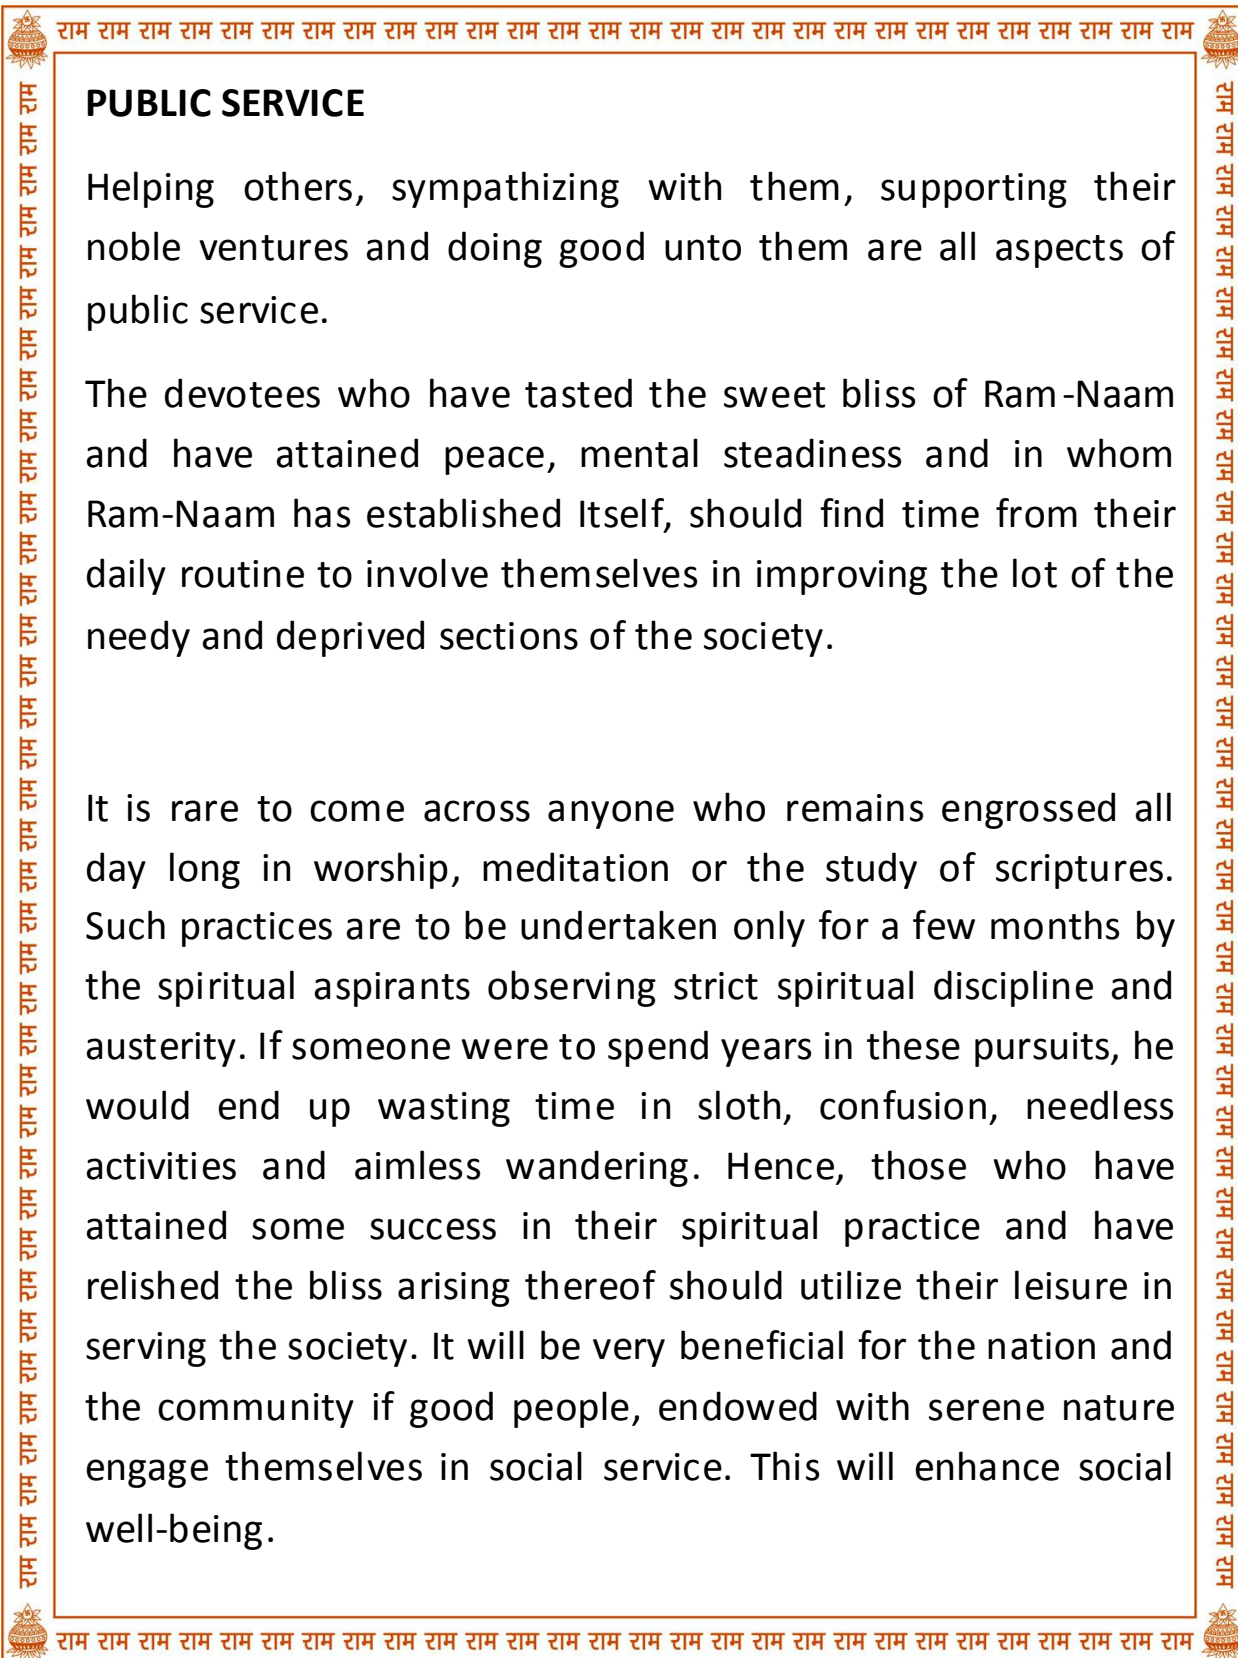 राम राम राम राम राम राम राम राम राम राम राम राम राम राम राम राम राम राम राम राम राम राम राम राम राम राम राम राम
PUBLIC SERVICE
Helping others, sympathizing with them, supporting their
noble ventures and doing good unto them are all aspects of
public service.
The devotees who have tasted the sweet bliss of Ram-Naam
and have attained peace, mental steadiness and in whom
Ram-Naam has established Itself, should find time from their
daily routine to involve themselves in improving the lot of the
needy and deprived sections of the society.
It is rare to come across anyone who remains engrossed all
day long in worship, meditation or the study of scriptures.
Such practices are to be undertaken only for a few months by
the spiritual aspirants observing strict spiritual discipline and
austerity. If someone were to spend years in these pursuits, he
would end up wasting time in sloth, confusion, needless
activities and aimless wandering. Hence, those who have
attained some success in their spiritual practice and have
relished the bliss arising thereof should utilize their leisure in
serving the society. It will be very beneficial for the nation and
the community if good people, endowed with serene nature
engage themselves in social service. This will enhance social
well-being.
राम राम राम राम राम राम राम राम राम राम राम राम राम राम राम राम राम राम राम राम राम राम राम राम राम राम राम राम राम राम राम राम राम राम राम राम राम
राम राम राम राम राम राम राम राम राम राम राम राम राम राम राम राम राम राम राम राम राम राम राम राम राम राम राम राम राम राम राम राम राम राम राम राम राम
राम राम राम राम राम राम राम राम राम राम राम राम राम राम राम राम राम राम राम राम राम राम राम राम राम राम राम राम